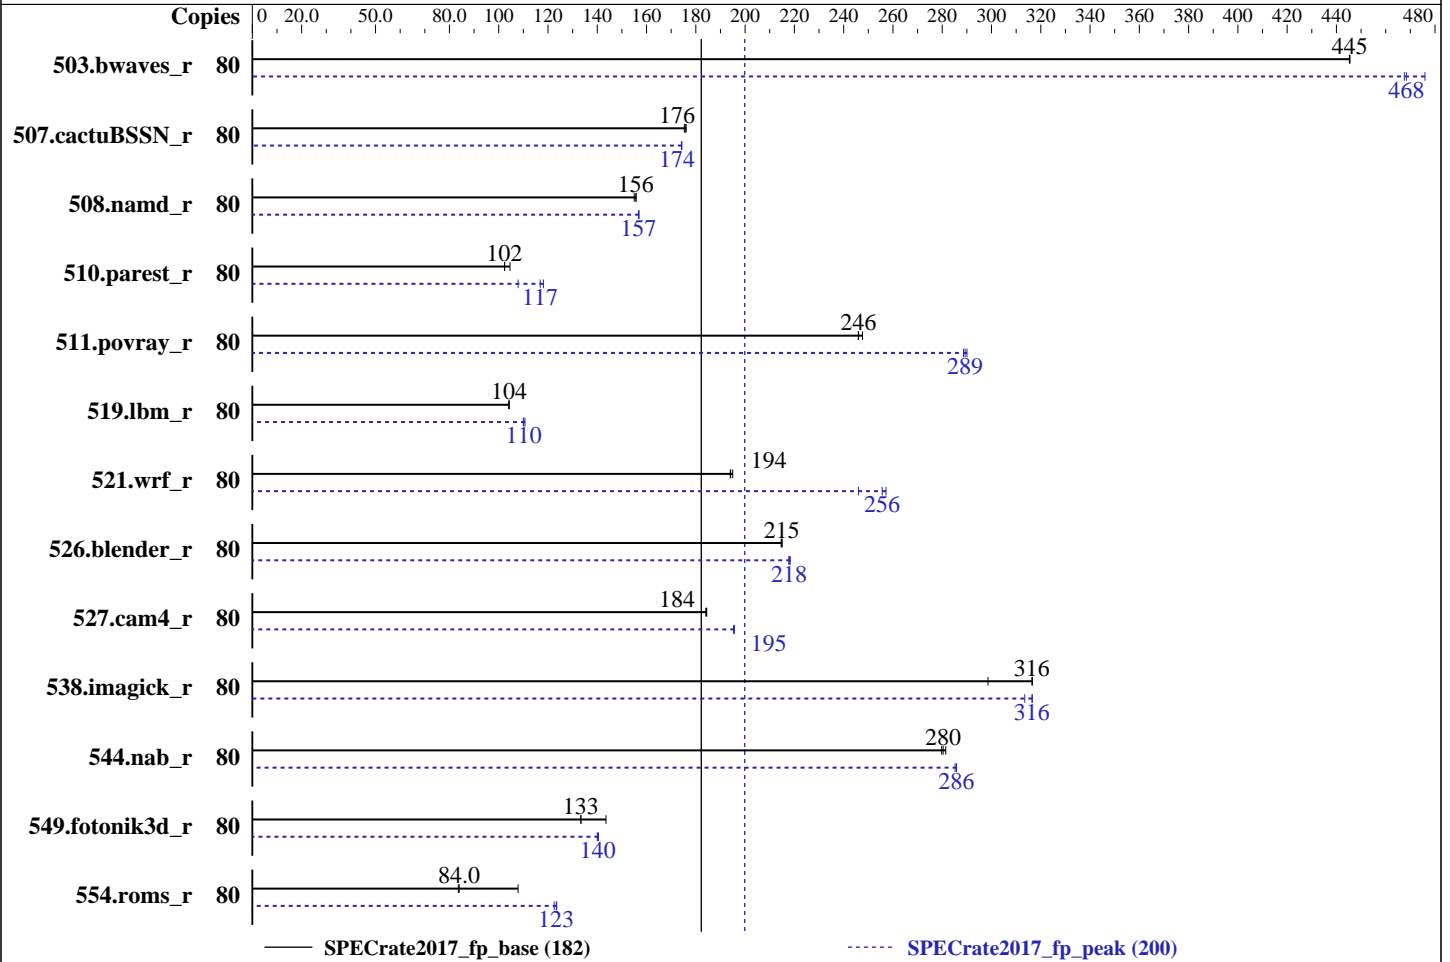 Copies 0 20.0 50.0 80.0 100 120 140 160 180 200 220 240 260 280 300 320 340 360 380 400 420 440 480
445
503.bwaves_r 80
468
176
507.cactuBSSN_r 80
174
156
508.namd_r 80
157
102
510.parest_r 80
117
246
511.povray_r 80
289
104
519.lbm_r 80
110
194
521.wrf_r 80
256
215
526.blender_r 80
218
184
527.cam4_r 80
195
316
538.imagick_r 80
316
280
544.nab_r 80
286
133
549.fotonik3d_r 80
140
84.0
554.roms_r 80
123
SPECrate2017_fp_base (182) SPECrate2017_fp_peak (200)